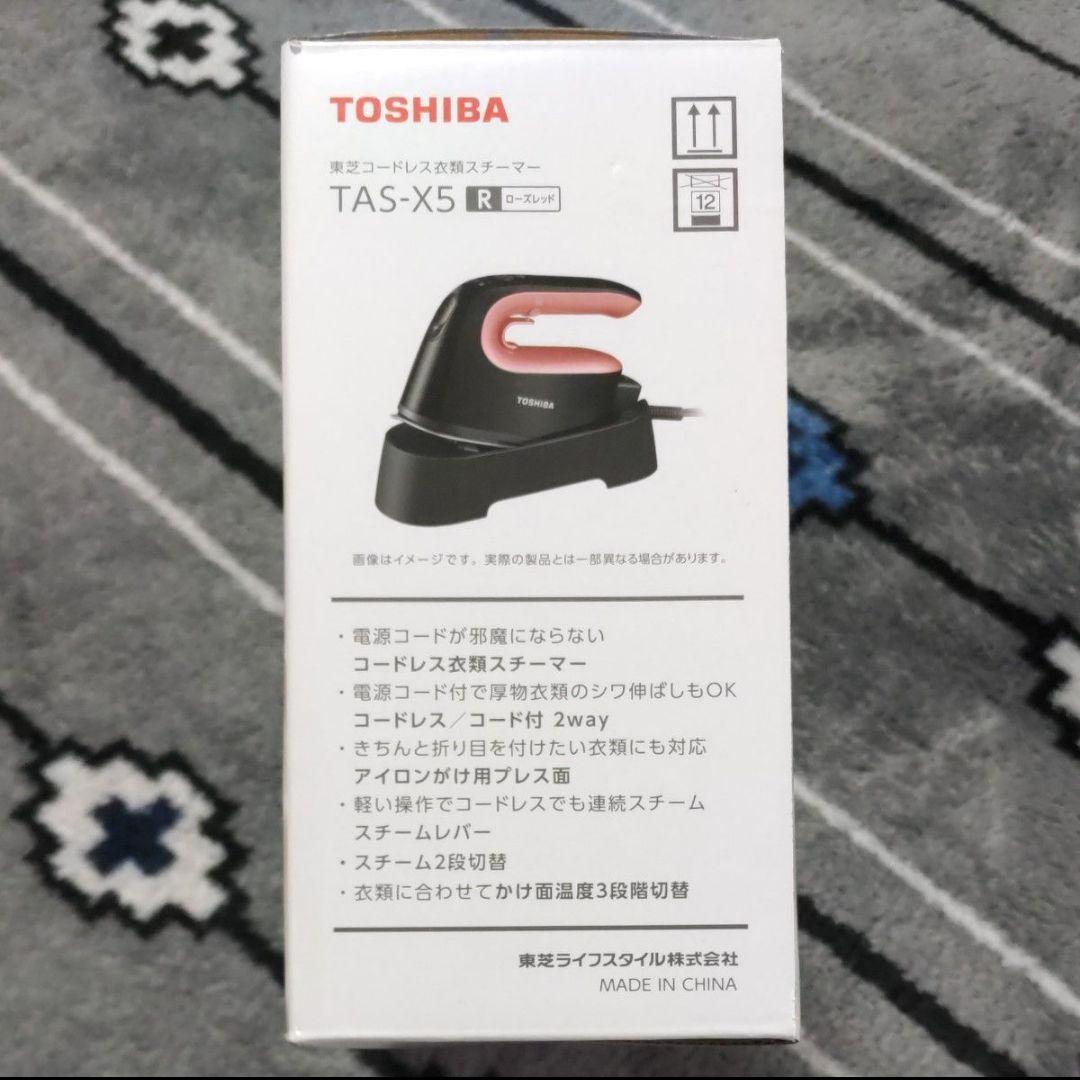 TOSHIBA
東芝コードレス衣類スチーマー
TAS-X5 R ローズレッド
12
TOSHIBA
画像はイメージです。実際の製品とは一部異なる場合があります。
・電源コードが邪魔にならない
コードレス衣類スチーマー
・電源コード付で厚物衣類のシワ伸ばしもOK
コードレス／コード付 2way
・きちんと折り目を付けたい衣類にも対応
アイロンがけ用プレス面
・軽い操作でコードレスでも連続スチーム
スチームレバー
・スチーム2段切替
・衣類に合わせてかけ面温度3段階切替
東芝ライフスタイル株式会社
MADE IN CHINA